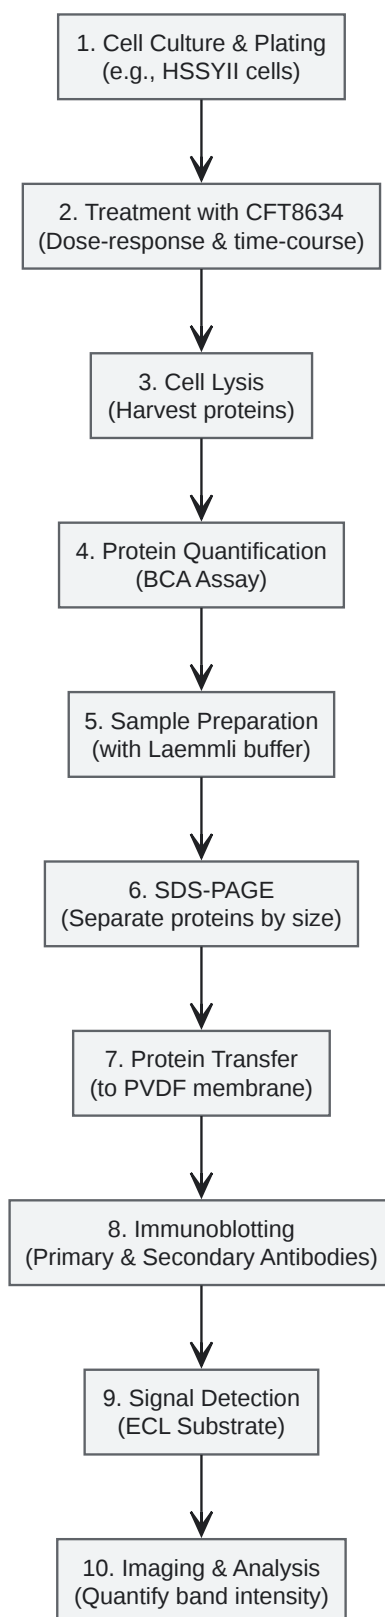 1. Cell Culture & Plating
(e.g., HSSYII cells)
2. Treatment with CFT8634
(Dose-response & time-course)
3. Cell Lysis
(Harvest proteins)
4. Protein Quantification
(BCA Assay)
5. Sample Preparation
(with Laemmli buffer)
6. SDS-PAGE
(Separate proteins by size)
7. Protein Transfer
(to PVDF membrane)
8. Immunoblotting
(Primary & Secondary Antibodies)
9. Signal Detection
(ECL Substrate)
10. Imaging & Analysis
(Quantify band intensity)